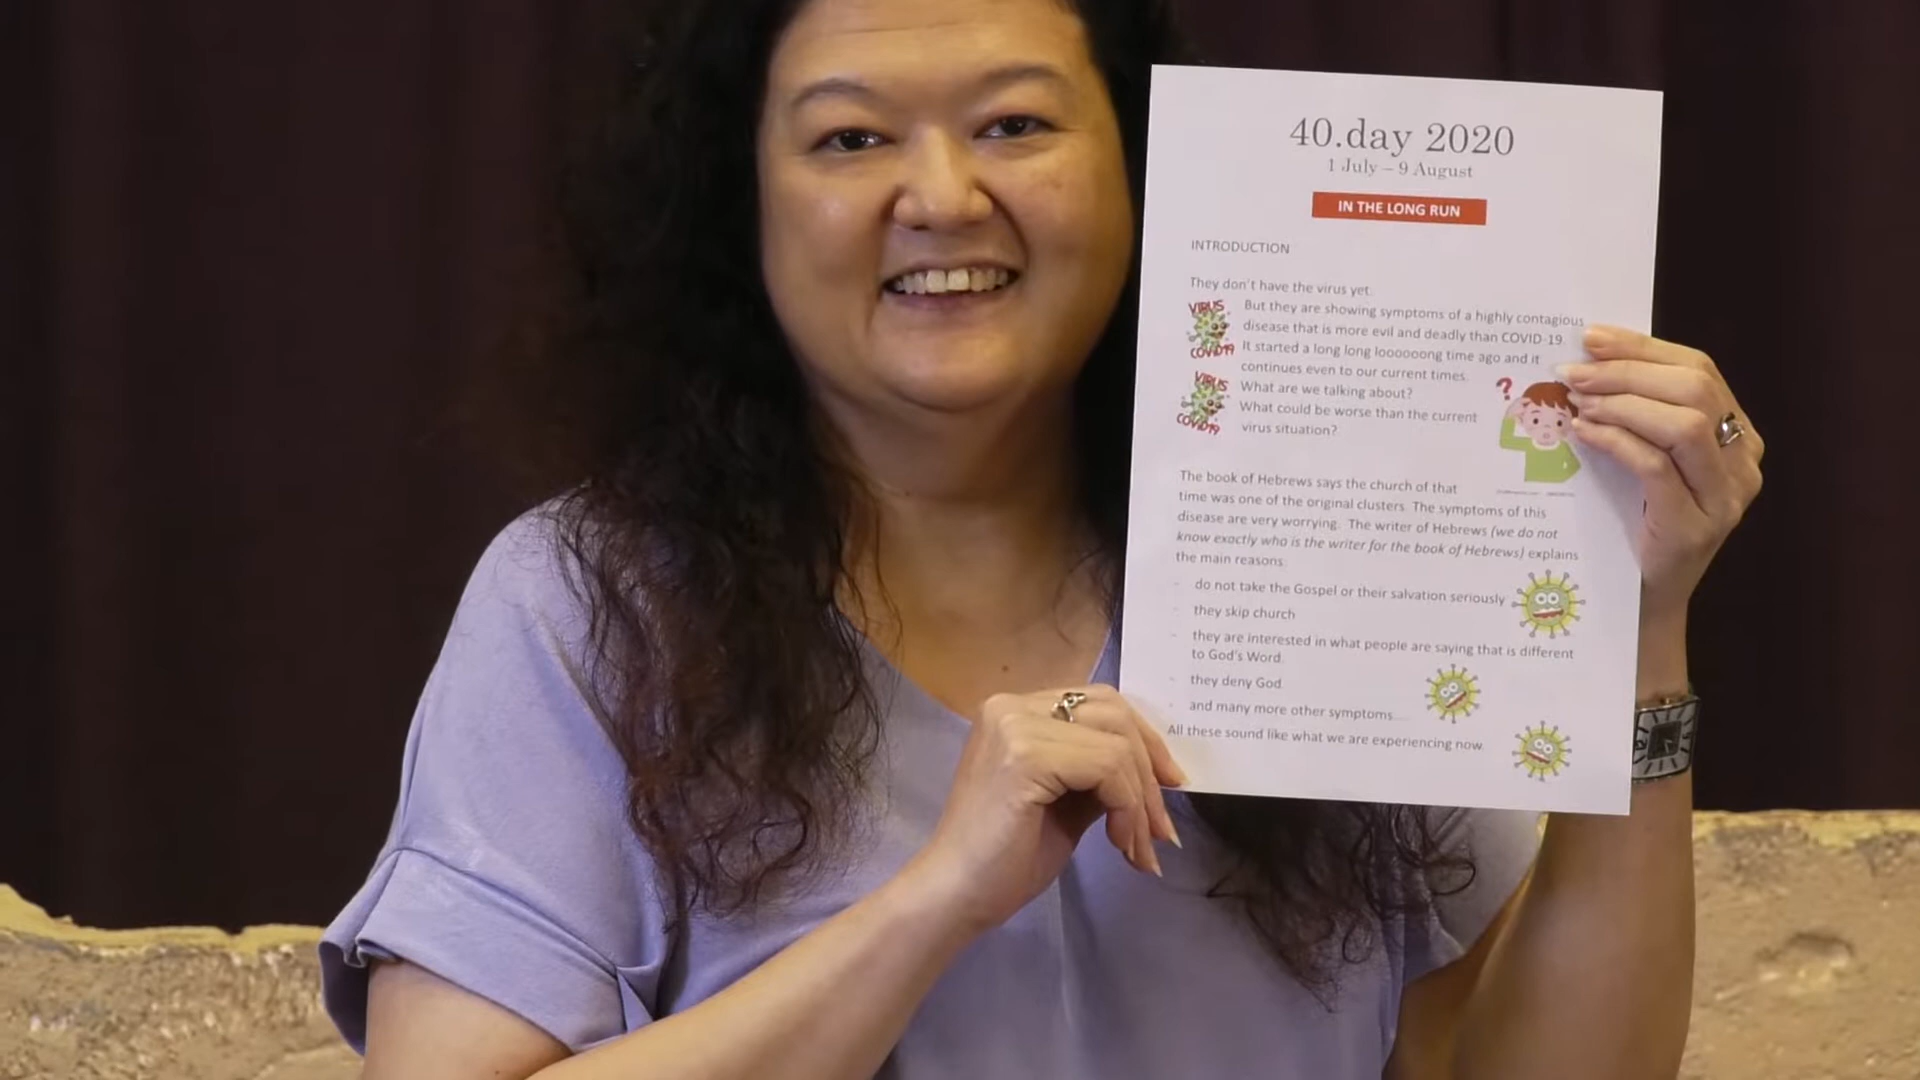 40.day 2020
1 July – 9 August
IN THE LONG RUN
INTRODUCTION
They don't have the virus yet.
VIRUS
COVID19
But they are showing symptoms of a highly contagious
disease that is more evil and deadly than COVID-19.
It started a long long looooooong time ago and it
continues even to our current times.
VIRUS
COVID19
What are we talking about?
What could be worse than the current
virus situation?
?
The book of Hebrews says the church of that
time was one of the original clusters. The symptoms of this
disease are very worrying. The writer of Hebrews (we do not
know exactly who is the writer for the book of Hebrews) explains
the main reasons:
- do not take the Gospel or their salvation seriously
- they skip church
- they are interested in what people are saying that is different
to God's Word.
- they deny God.
- and many more other symptoms....
All these sound like what we are experiencing now.